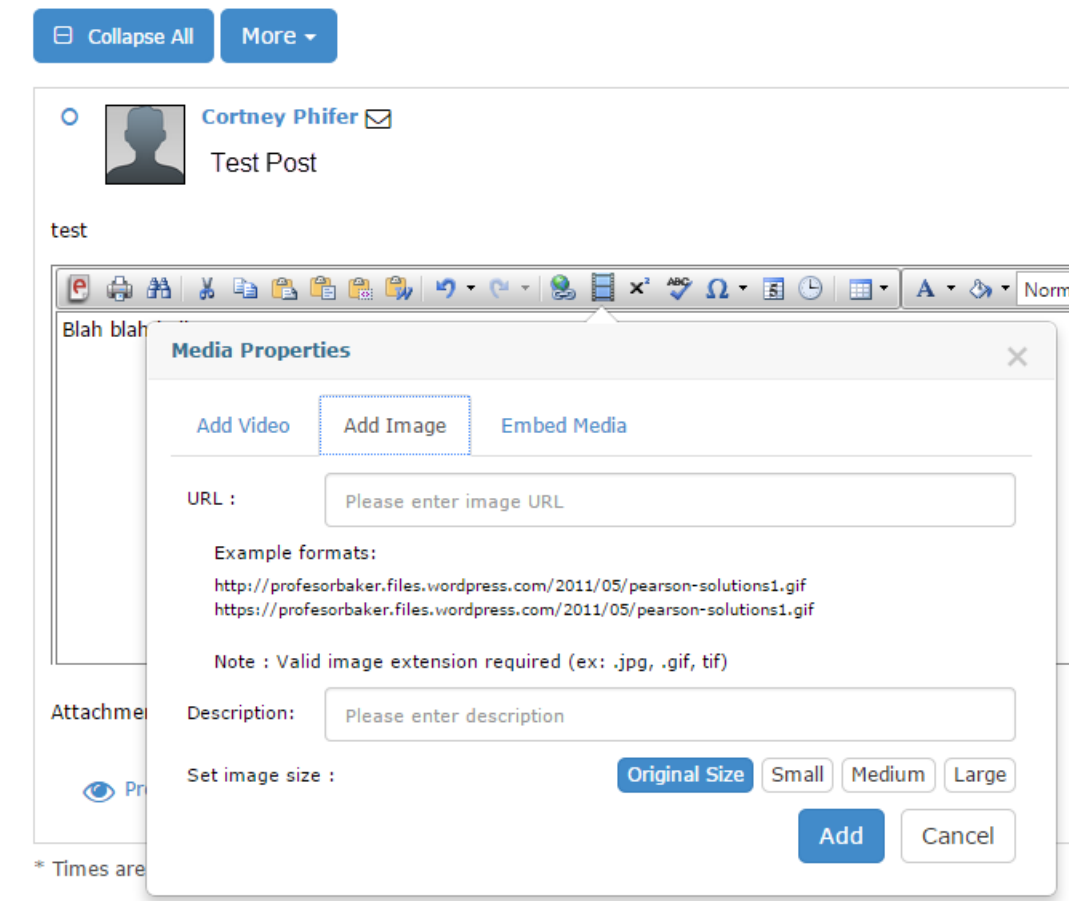 Collapse All More
Cortney Phifer
Test Post
test
ABC Ω 5 A Norm
Blah blah
Media Properties
Add Video Add Image Embed Media
URL : Please enter image URL
Example formats:
http://profesorbaker.files.wordpress.com/2011/05/pearson-solutions1.gif
https://profesorbaker.files.wordpress.com/2011/05/pearson-solutions1.gif
Note : Valid image extension required (ex: .jpg, .gif, tif)
Description: Please enter description
Set image size : Original Size Small Medium Large
Add Cancel
* Times are